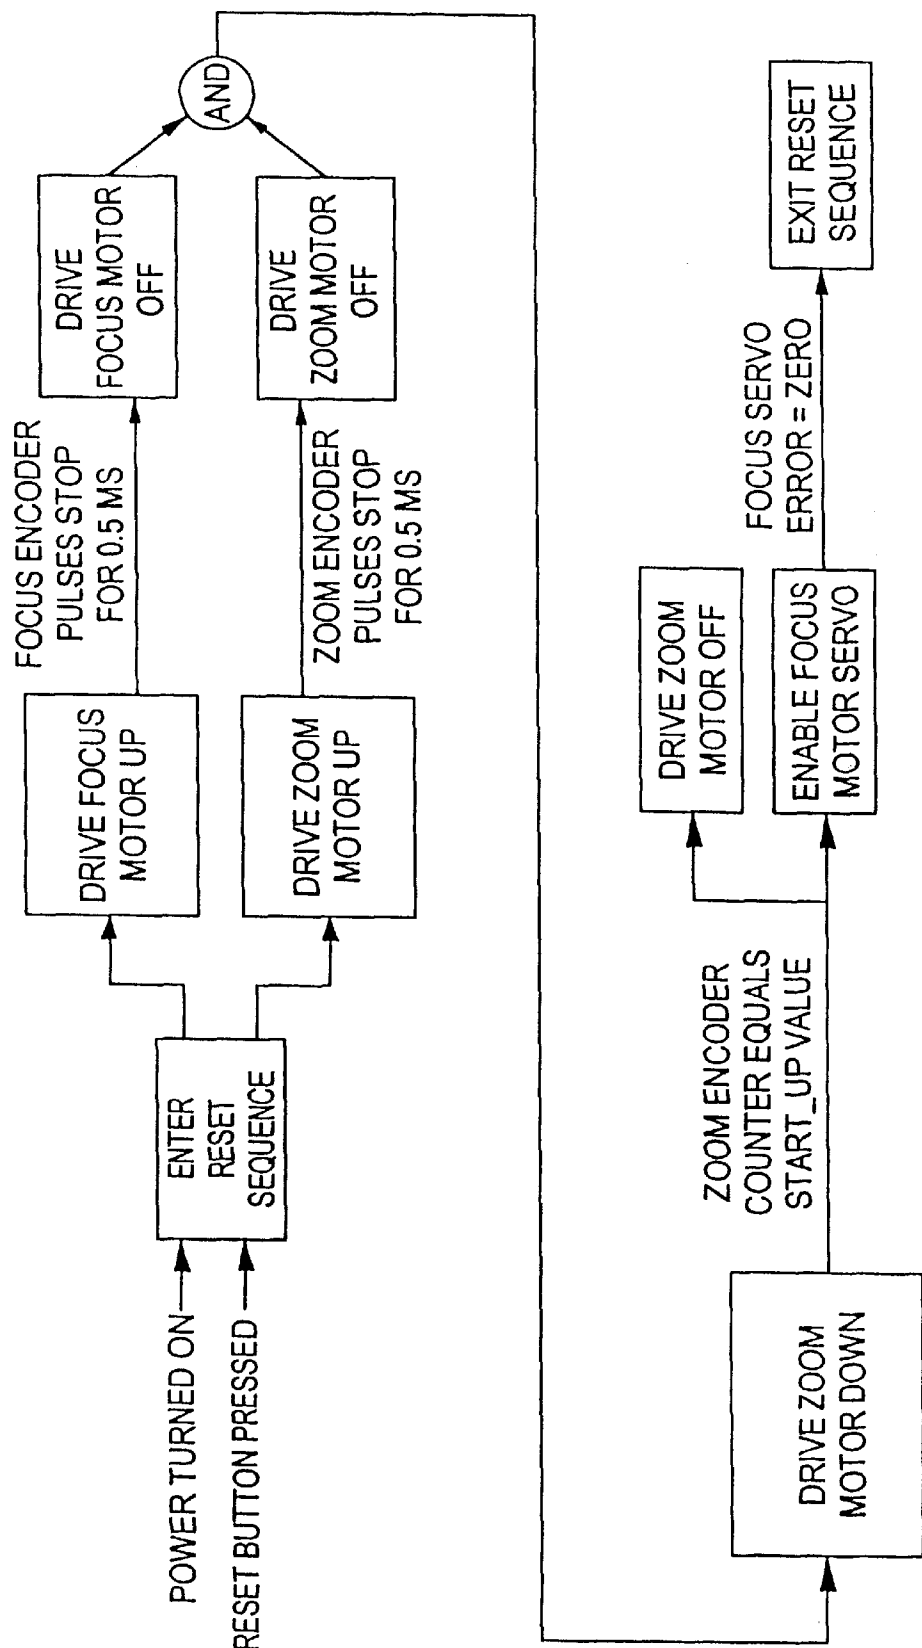 POWER TURNED ON
RESET BUTTON PRESSED
ENTER
RESET
SEQUENCE
DRIVE FOCUS
MOTOR UP
DRIVE ZOOM
MOTOR UP
FOCUS ENCODER
PULSES STOP
FOR 0.5 MS
ZOOM ENCODER
PULSES STOP
FOR 0.5 MS
DRIVE
FOCUS MOTOR
OFF
DRIVE
ZOOM MOTOR
OFF
AND
DRIVE ZOOM
MOTOR DOWN
ZOOM ENCODER
COUNTER EQUALS
START_UP VALUE
DRIVE ZOOM
MOTOR OFF
ENABLE FOCUS
MOTOR SERVO
FOCUS SERVO
ERROR = ZERO
EXIT RESET
SEQUENCE